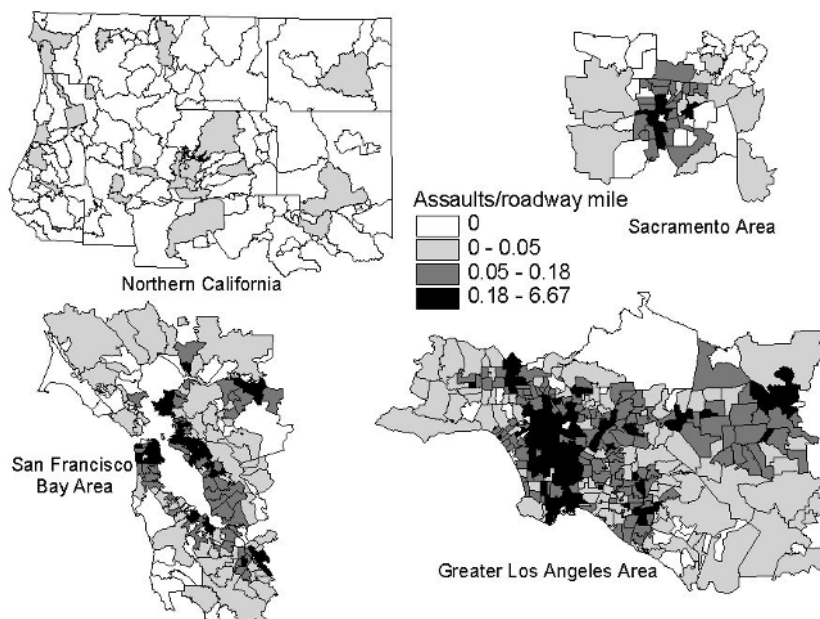 Assaults/roadway mile
0
0 - 0.05
0.05 - 0.18
0.18 - 6.67
Sacramento Area
Northern California
San Francisco
Bay Area
Greater Los Angeles Area